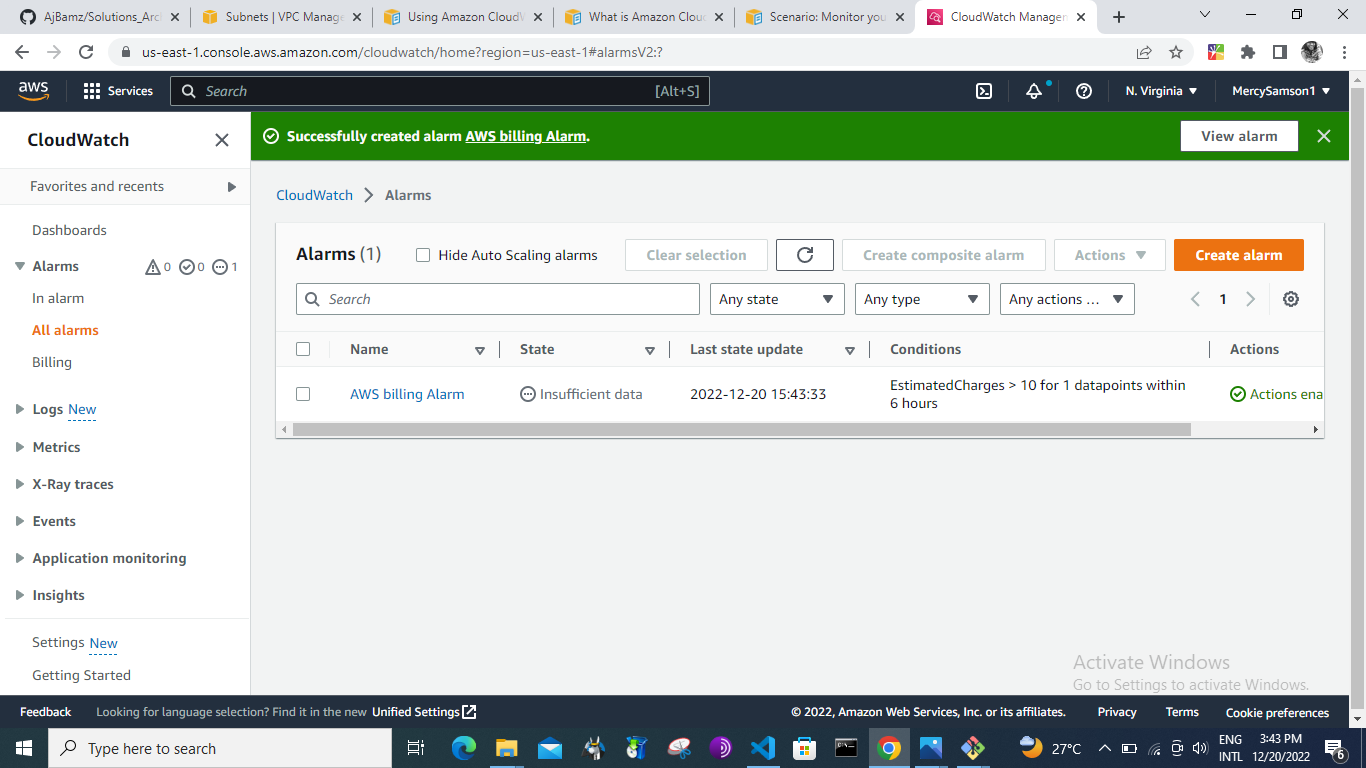 AjBamz/Solutions_Arc
Subnets | VPC Manage
Using Amazon CloudW
What is Amazon Clou
Scenario: Monitor you
CloudWatch Managem
us-east-1.console.aws.amazon.com/cloudwatch/home?region=us-east-1#alarmsV2:?
aws
Services
Search
[Alt+S]
N. Virginia
MercySamson1
CloudWatch
Successfully created alarm AWS billing Alarm.
View alarm
Favorites and recents
CloudWatch
Alarms
Dashboards
Alarms
0
0
1
In alarm
All alarms
Billing
Logs New
Metrics
X-Ray traces
Events
Application monitoring
Insights
Settings New
Getting Started
Alarms (1)
Hide Auto Scaling alarms
Clear selection
Create composite alarm
Actions
Create alarm
Search
Any state
Any type
Any actions ...
1
Name
State
Last state update
Conditions
Actions
AWS billing Alarm
Insufficient data
2022-12-20 15:43:33
EstimatedCharges > 10 for 1 datapoints within
6 hours
Actions ena
Activate Windows
Go to Settings to activate Windows.
Feedback
Looking for language selection? Find it in the new Unified Settings
© 2022, Amazon Web Services, Inc. or its affiliates.
Privacy
Terms
Cookie preferences
Type here to search
27°C
ENG
INTL
3:43 PM
12/20/2022
6